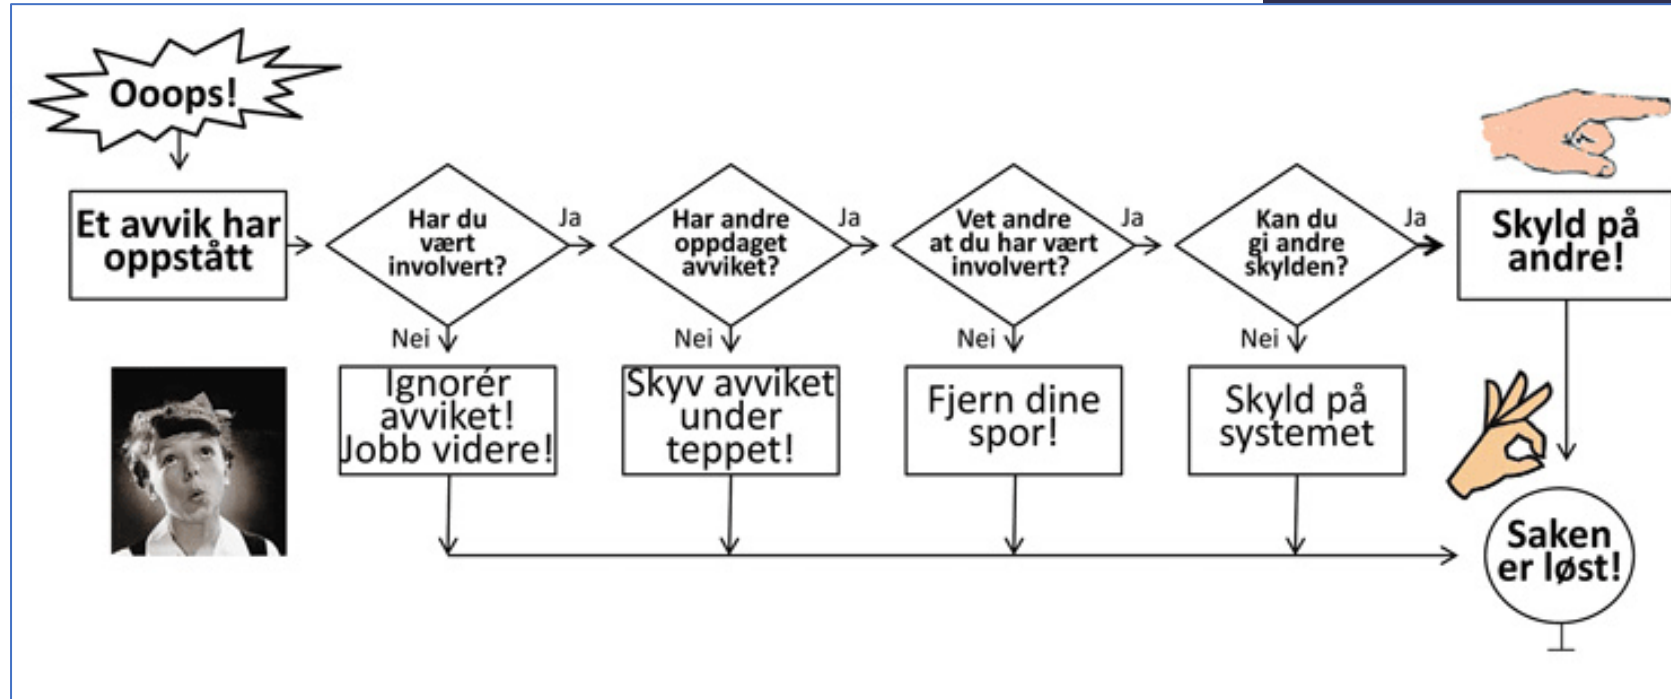 Ooops!
Et avvik har
oppstått
Har du
vært
involvert?
Ja
Nei
Ignorér
avviket!
Jobb videre!
Har andre
oppdaget
avviket?
Ja
Nei
Skyv avviket
under
teppet!
Vet andre
at du har vært
involvert?
Ja
Nei
Fjern dine
spor!
Kan du
gi andre
skylden?
Ja
Nei
Skyld på
systemet
Skyld på
andre!
Saken
er løst!